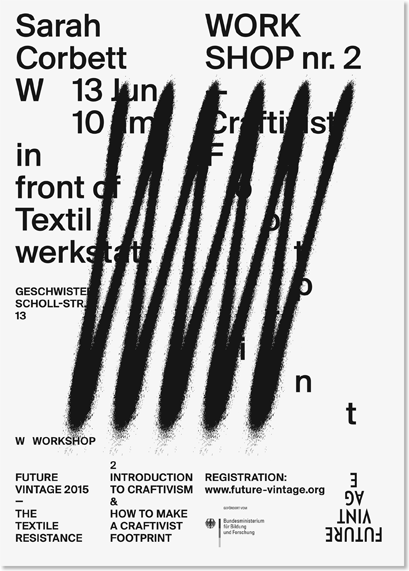 Sarah
Corbett
W 13 Jun
10 am
in
front of
Textil
werkstatt
GESCHWISTER
SCHOLL-STR.
13
WORK
SHOP nr. 2
–
Craftivist
F
o
o
t
p
r
i
n
t
W WORKSHOP
FUTURE
VINTAGE 2015
–
THE
TEXTILE
RESISTANCE
2
INTRODUCTION
TO CRAFTIVISM
&
HOW TO MAKE
A CRAFTIVIST
FOOTPRINT
REGISTRATION:
www.future-vintage.org
Bundesministerium
für Bildung
und Forschung
FUTURE
VINT
AG
E